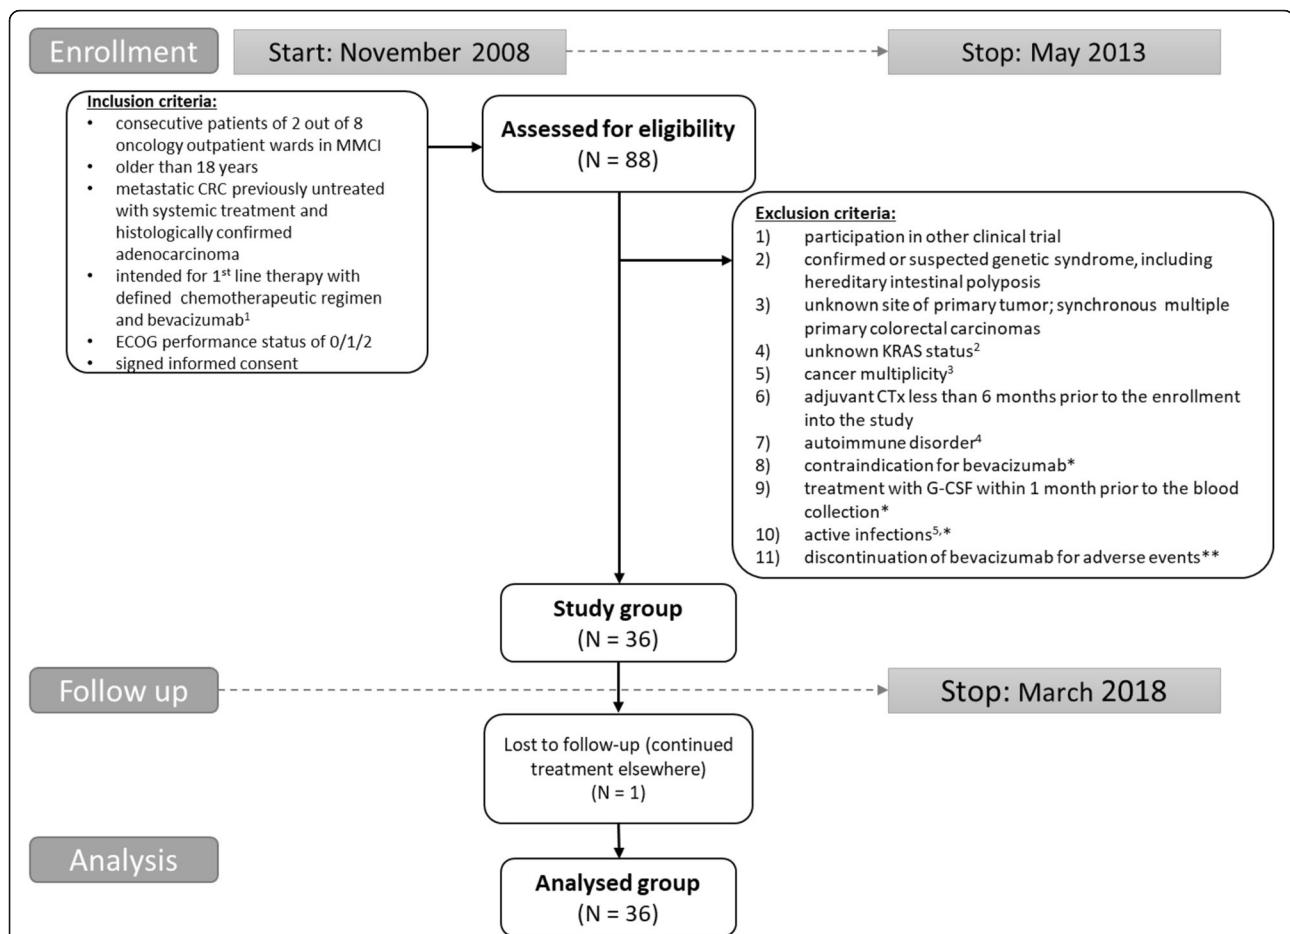 Enrollment
Start: November 2008
Stop: May 2013
Inclusion criteria:
• consecutive patients of 2 out of 8
oncology outpatient wards in MMCI
• older than 18 years
• metastatic CRC previously untreated
with systemic treatment and
histologically confirmed
adenocarcinoma
• intended for 1st line therapy with
defined chemotherapeutic regimen
and bevacizumab1
• ECOG performance status of 0/1/2
• signed informed consent
Assessed for eligibility
(N = 88)
Exclusion criteria:
1) participation in other clinical trial
2) confirmed or suspected genetic syndrome, including
hereditary intestinal polyposis
3) unknown site of primary tumor; synchronous multiple
primary colorectal carcinomas
4) unknown KRAS status2
5) cancer multiplicity3
6) adjuvant CTx less than 6 months prior to the enrollment
into the study
7) autoimmune disorder4
8) contraindication for bevacizumab*
9) treatment with G-CSF within 1 month prior to the blood
collection*
10) active infections5,*
11) discontinuation of bevacizumab for adverse events**
Study group
(N = 36)
Follow up
Stop: March 2018
Lost to follow-up (continued
treatment elsewhere)
(N = 1)
Analysis
Analysed group
(N = 36)